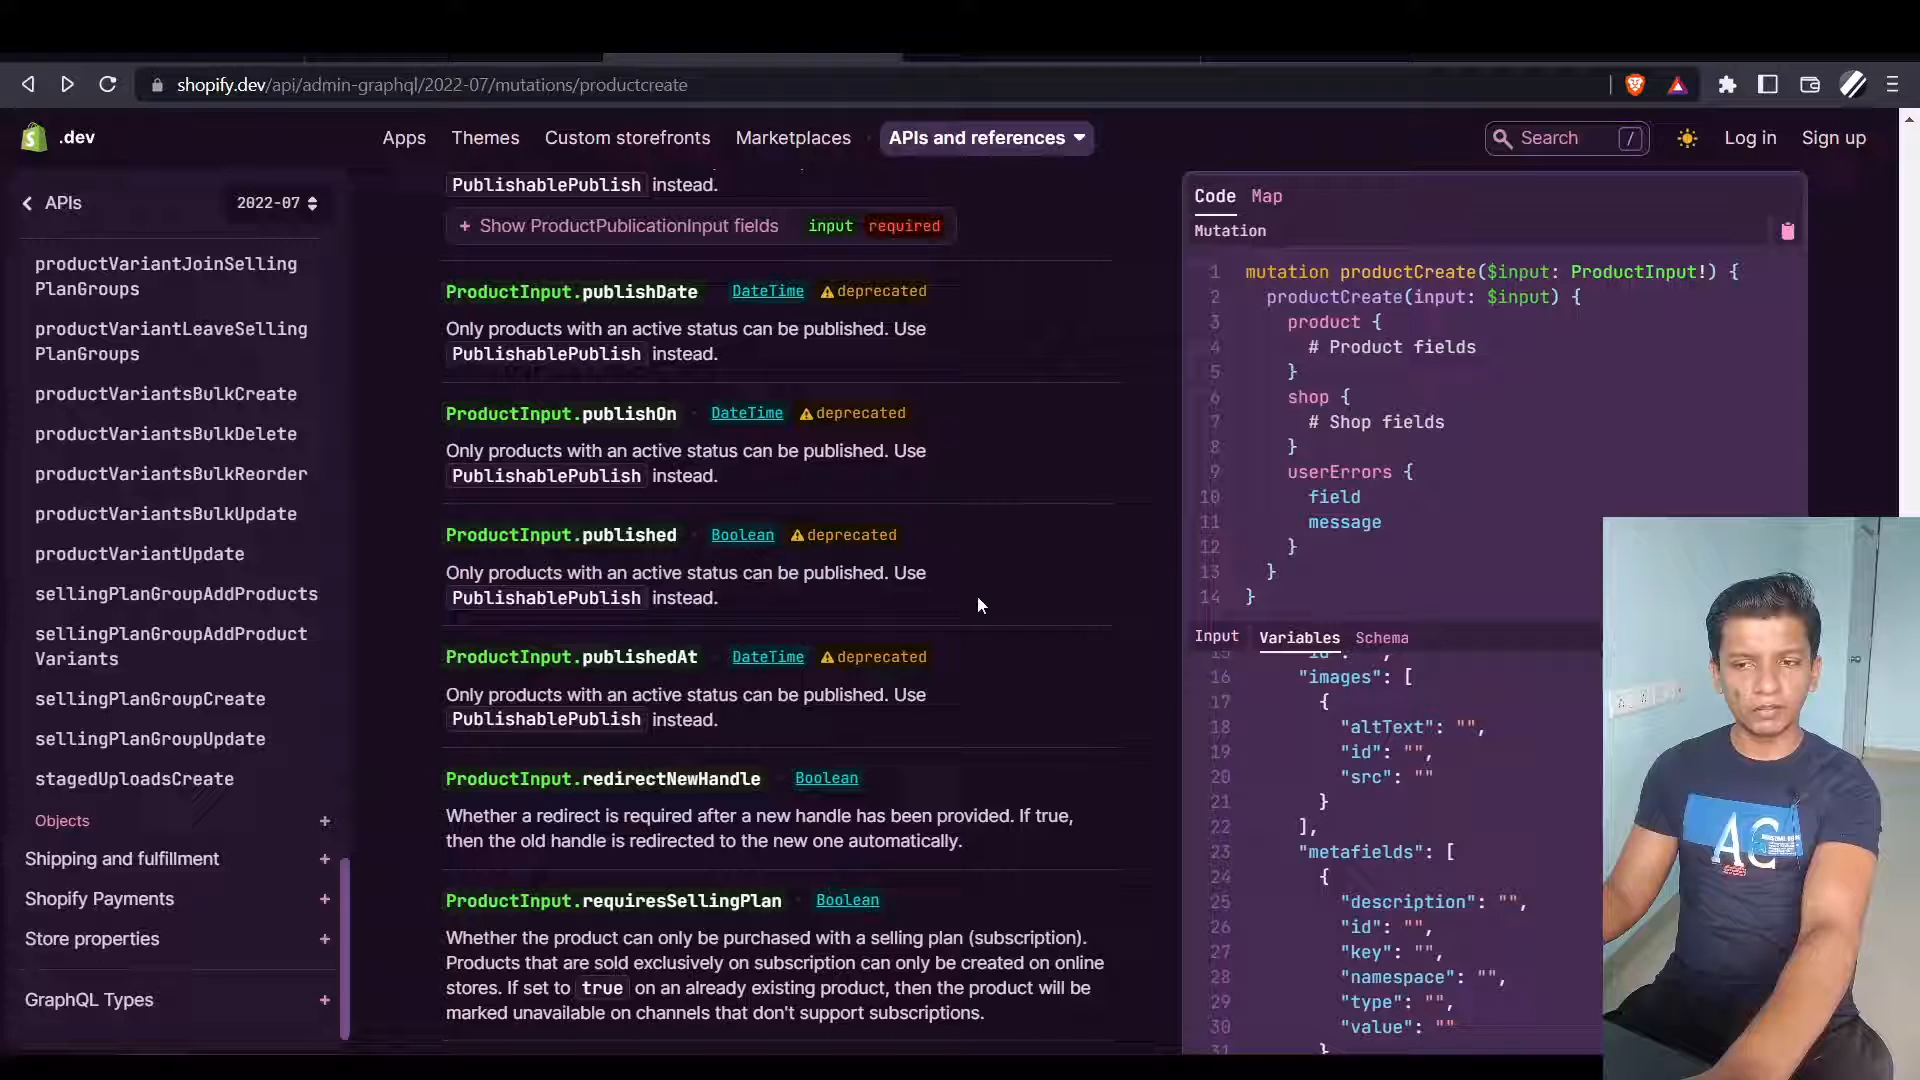 shopify.dev/api/admin-graphql/2022-07/mutations/productcreate
.dev
Apps
Themes
Custom storefronts
Marketplaces
APIs and references
Search /
Log in
Sign up
APIs
2022-07
productVariantJoinSelling
PlanGroups
productVariantLeaveSelling
PlanGroups
productVariantsBulkCreate
productVariantsBulkDelete
productVariantsBulkReorder
productVariantsBulkUpdate
productVariantUpdate
sellingPlanGroupAddProducts
sellingPlanGroupAddProduct
Variants
sellingPlanGroupCreate
sellingPlanGroupUpdate
stagedUploadsCreate
Objects +
Shipping and fulfillment +
Shopify Payments +
Store properties +
GraphQL Types +
PublishablePublish instead.
+ Show ProductPublicationInput fields input required
ProductInput.publishDate · DateTime deprecated
Only products with an active status can be published. Use
PublishablePublish instead.
ProductInput.publishOn · DateTime deprecated
Only products with an active status can be published. Use
PublishablePublish instead.
ProductInput.published · Boolean deprecated
Only products with an active status can be published. Use
PublishablePublish instead.
ProductInput.publishedAt · DateTime deprecated
Only products with an active status can be published. Use
PublishablePublish instead.
ProductInput.redirectNewHandle · Boolean
Whether a redirect is required after a new handle has been provided. If true,
then the old handle is redirected to the new one automatically.
ProductInput.requiresSellingPlan · Boolean
Whether the product can only be purchased with a selling plan (subscription).
Products that are sold exclusively on subscription can only be created on online
stores. If set to true on an already existing product, then the product will be
marked unavailable on channels that don't support subscriptions.
Code Map
Mutation
1 mutation productCreate($input: ProductInput!) {
2 productCreate(input: $input) {
3 product {
4 # Product fields
5 }
6 shop {
7 # Shop fields
8 }
9 userErrors {
10 field
11 message
12 }
13 }
14 }
Input Variables Schema
15 "id": "",
16 "images": [
17 {
18 "altText": "",
19 "id": "",
20 "src": ""
21 }
22 ],
23 "metafields": [
24 {
25 "description": "",
26 "id": "",
27 "key": "",
28 "namespace": "",
29 "type": "",
30 "value": ""
31 }
AC